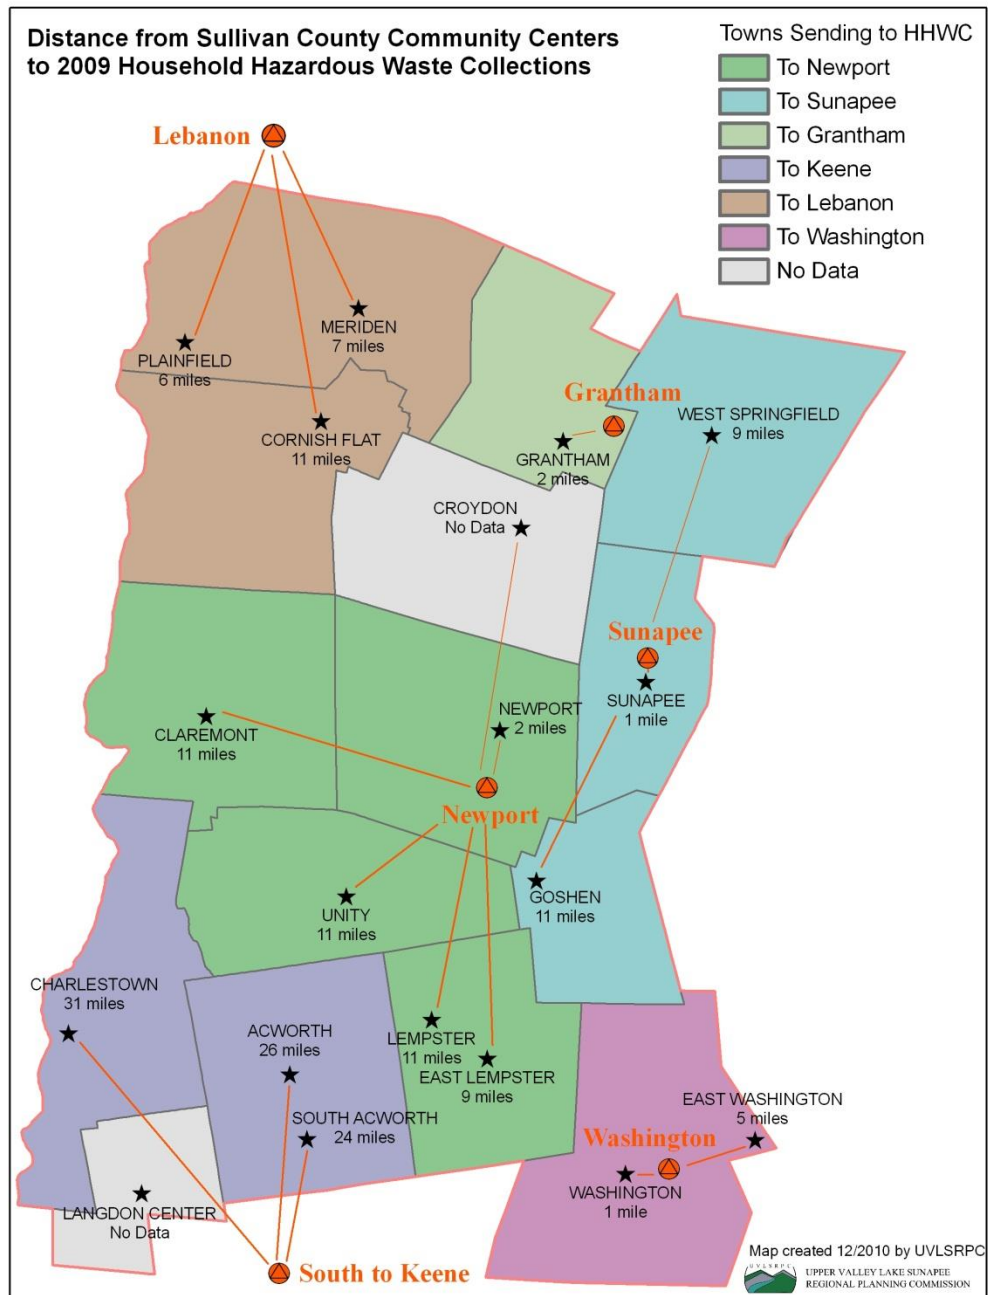 Distance from Sullivan County Community Centers
to 2009 Household Hazardous Waste Collections
Towns Sending to HHWC
To Newport
To Sunapee
To Grantham
To Keene
To Lebanon
To Washington
No Data
Lebanon
MERIDEN
7 miles
PLAINFIELD
6 miles
CORNISH FLAT
11 miles
Grantham
GRANTHAM
2 miles
WEST SPRINGFIELD
9 miles
CROYDON
No Data
Sunapee
SUNAPEE
1 mile
NEWPORT
2 miles
CLAREMONT
11 miles
Newport
GOSHEN
11 miles
UNITY
11 miles
CHARLESTOWN
31 miles
ACWORTH
26 miles
LEMPSTER
11 miles
EAST LEMPSTER
9 miles
SOUTH ACWORTH
24 miles
EAST WASHINGTON
5 miles
Washington
WASHINGTON
1 mile
LANGDON CENTER
No Data
South to Keene
Map created 12/2010 by UVLSRPC
UVLSRPC
UPPER VALLEY LAKE SUNAPEE
REGIONAL PLANNING COMMISSION